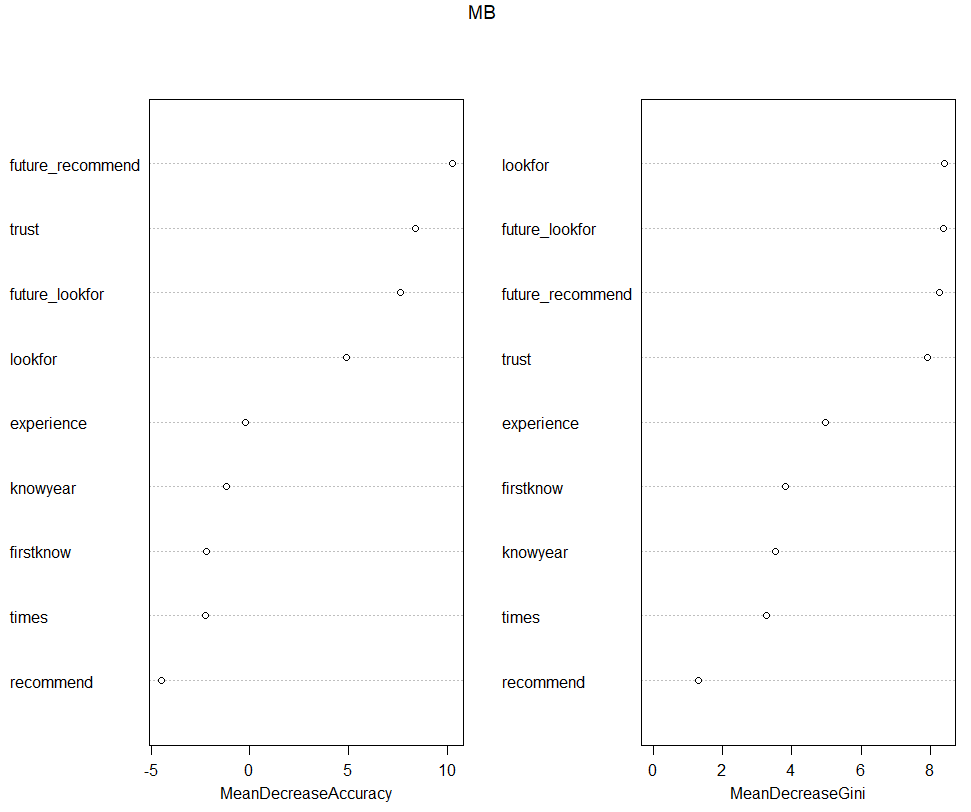 MB
future_recommend
trust
future_lookfor
lookfor
experience
knowyear
firstknow
times
recommend
-5 0 5 10
MeanDecreaseAccuracy
lookfor
future_lookfor
future_recommend
trust
experience
firstknow
knowyear
times
recommend
0 2 4 6 8
MeanDecreaseGini